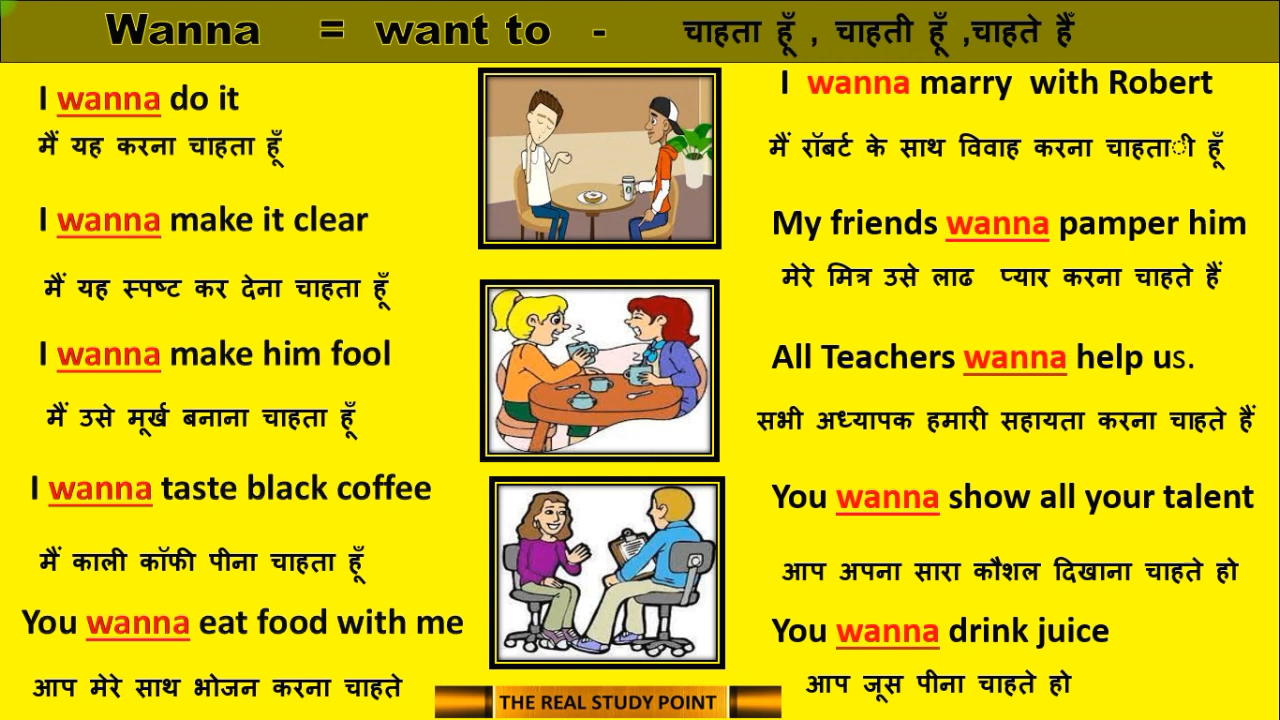 Wanna = want to - चाहता हूँ , चाहती हूँ ,चाहते हैँ
I wanna do it
मैं यह करना चाहता हूँ
I wanna make it clear
मैं यह स्पष्ट कर देना चाहता हूँ
I wanna make him fool
मैं उसे मूर्ख बनाना चाहता हूँ
I wanna taste black coffee
मैं काली कॉफी पीना चाहता हूँ
You wanna eat food with me
आप मेरे साथ भोजन करना चाहते
I wanna marry with Robert
मैं रॉबर्ट के साथ विवाह करना चाहताी हूँ
My friends wanna pamper him
मेरे मित्र उसे लाढ प्यार करना चाहते हैं
All Teachers wanna help us.
सभी अध्यापक हमारी सहायता करना चाहते हैं
You wanna show all your talent
आप अपना सारा कौशल दिखाना चाहते हो
You wanna drink juice
आप जूस पीना चाहते हो
THE REAL STUDY POINT